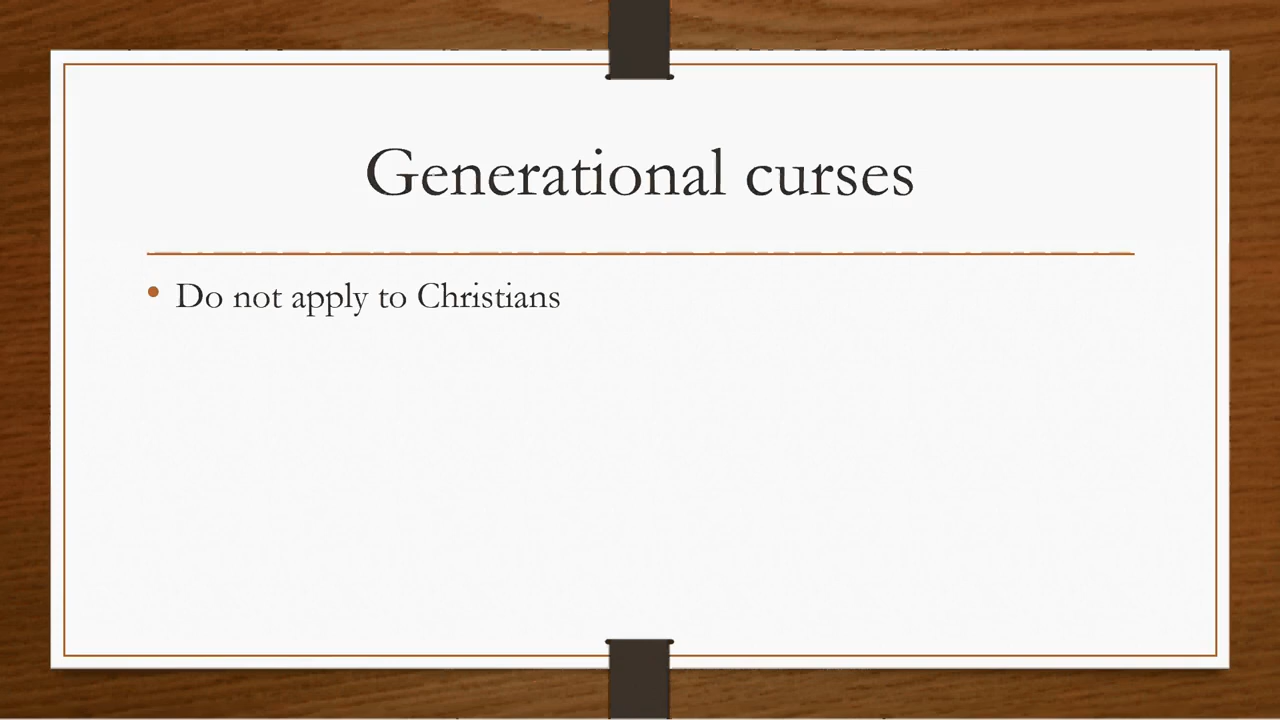 Generational curses
• Do not apply to Christians